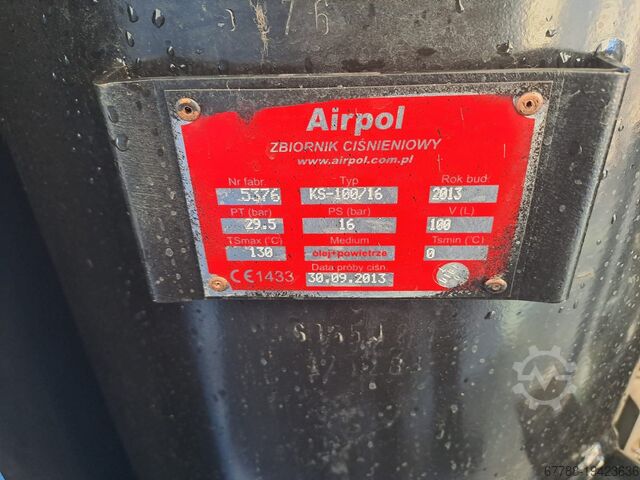 Airpol
ZBIORNIK CIŚNIENIOWY
www.airpol.com.pl
Nr fabr. Typ Rok bud.
5376 KS-100/16 2013
PT (bar) PS (bar) V (L)
29.5 16 100
TSmax (°C) Medium Tsmin (°C)
130 olej+powietrze 0
CE1433 Data próby ciśn.
30.09.2013
67788-19423636